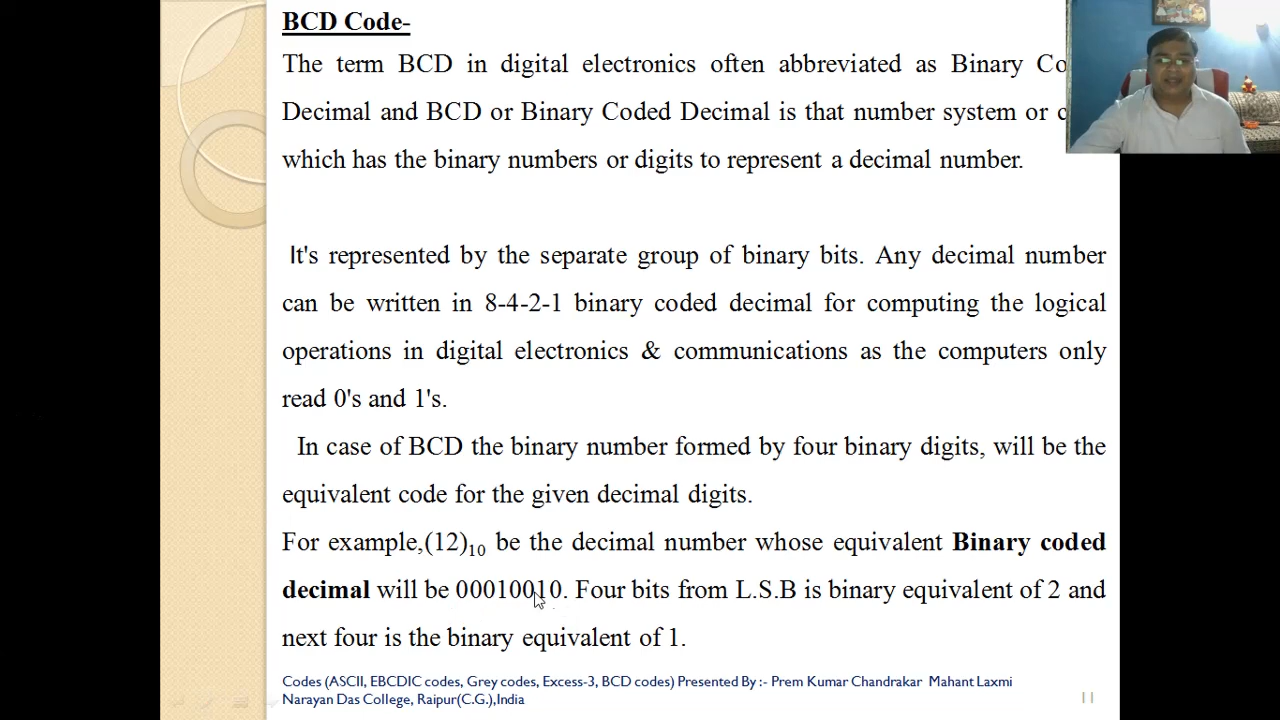 BCD Code-
The term BCD in digital electronics often abbreviated as Binary
Decimal and BCD or Binary Coded Decimal is that number system or
which has the binary numbers or digits to represent a decimal number.
It's represented by the separate group of binary bits. Any decimal number
can be written in 8-4-2-1 binary coded decimal for computing the logical
operations in digital electronics & communications as the computers only
read 0's and 1's.
In case of BCD the binary number formed by four binary digits, will be the
equivalent code for the given decimal digits.
For example,(12)10 be the decimal number whose equivalent Binary coded
decimal will be 00010010. Four bits from L.S.B is binary equivalent of 2 and
next four is the binary equivalent of 1.
Codes (ASCII, EBCDIC codes, Grey codes, Excess-3, BCD codes) Presented By :- Prem Kumar Chandrakar Mahant Laxmi
Narayan Das College, Raipur(C.G.),India
11